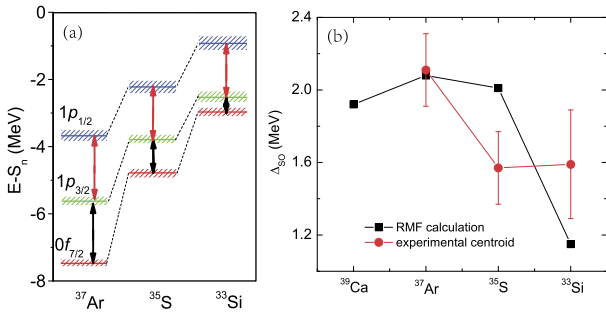 (a)
E-Sₙ (MeV)
0
-2
-4
-6
-8
1p₁/₂
1p₃/₂
0f₇/₂
³⁷Ar
³⁵S
³³Si
(b)
Δ_SO (MeV)
2.4
2.0
1.6
1.2
RMF calculation
experimental centroid
³⁹Ca
³⁷Ar
³⁵S
³³Si